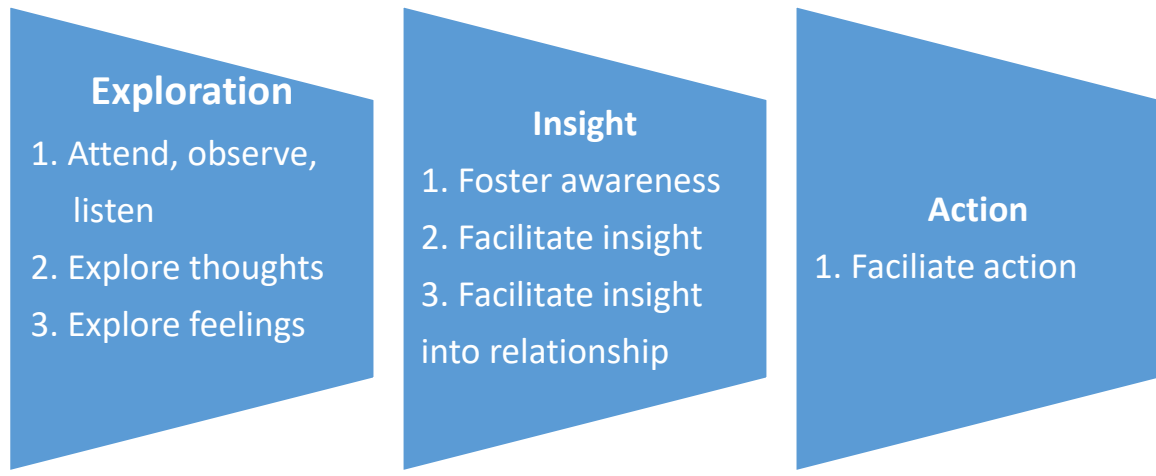 Exploration
1. Attend, observe,
listen
2. Explore thoughts
3. Explore feelings
Insight
1. Foster awareness
2. Facilitate insight
3. Facilitate insight
into relationship
Action
1. Faciliate action